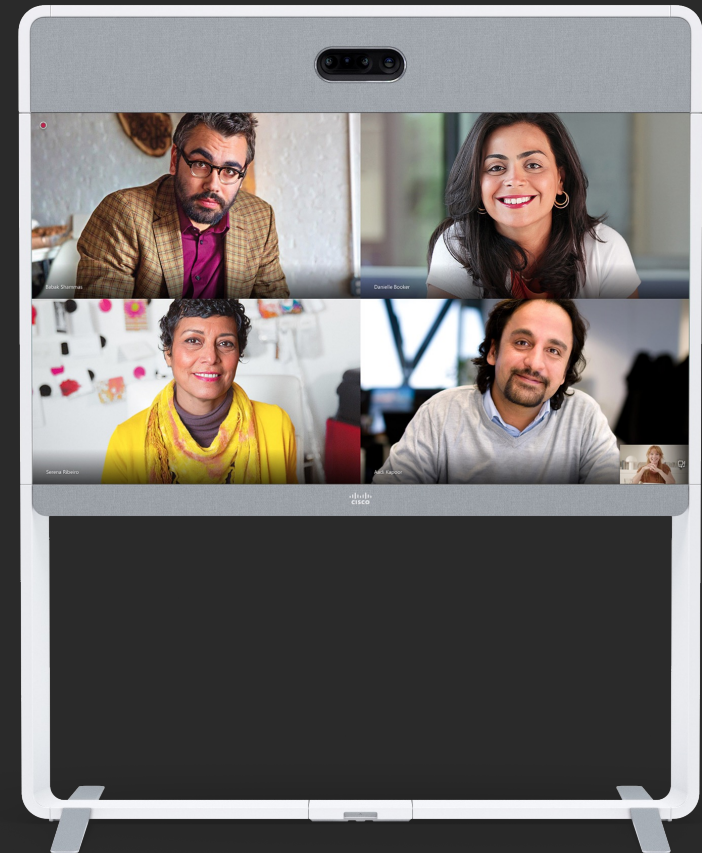 Babak Shammas
Danielle Booker
Serena Ribeiro
Aadi Kapoor
CISCO